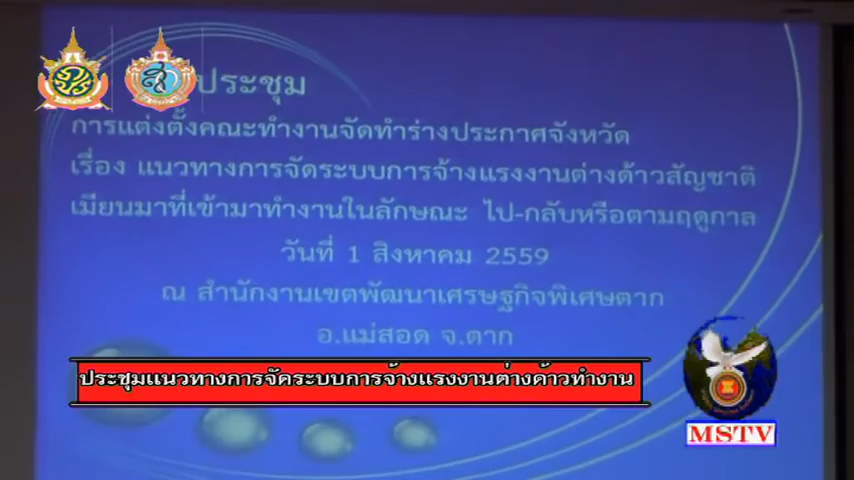 ประชุม
การแต่งตั้งคณะทำงานจัดทำร่างประกาศจังหวัด
เรื่อง แนวทางการจัดระบบการจ้างแรงงานต่างด้าวสัญชาติ
เมียนมาที่เข้ามาทำงานในลักษณะ ไป-กลับหรือตามฤดูกาล
วันที่ 1 สิงหาคม 2559
ณ สำนักงานเขตพัฒนาเศรษฐกิจพิเศษตาก
อ.แม่สอด จ.ตาก
ประชุมแนวทางการจัดระบบการจ้างแรงงานต่างด้าวทำงาน
MSTV